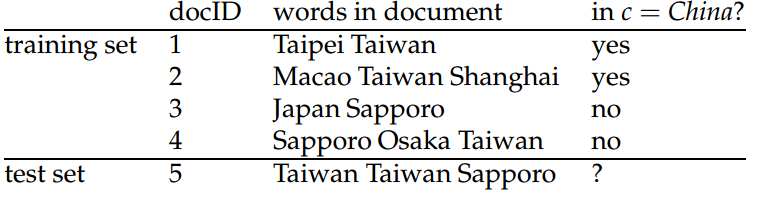 docID words in document in c = China?
training set 1 Taipei Taiwan yes
2 Macao Taiwan Shanghai yes
3 Japan Sapporo no
4 Sapporo Osaka Taiwan no
test set 5 Taiwan Taiwan Sapporo ?